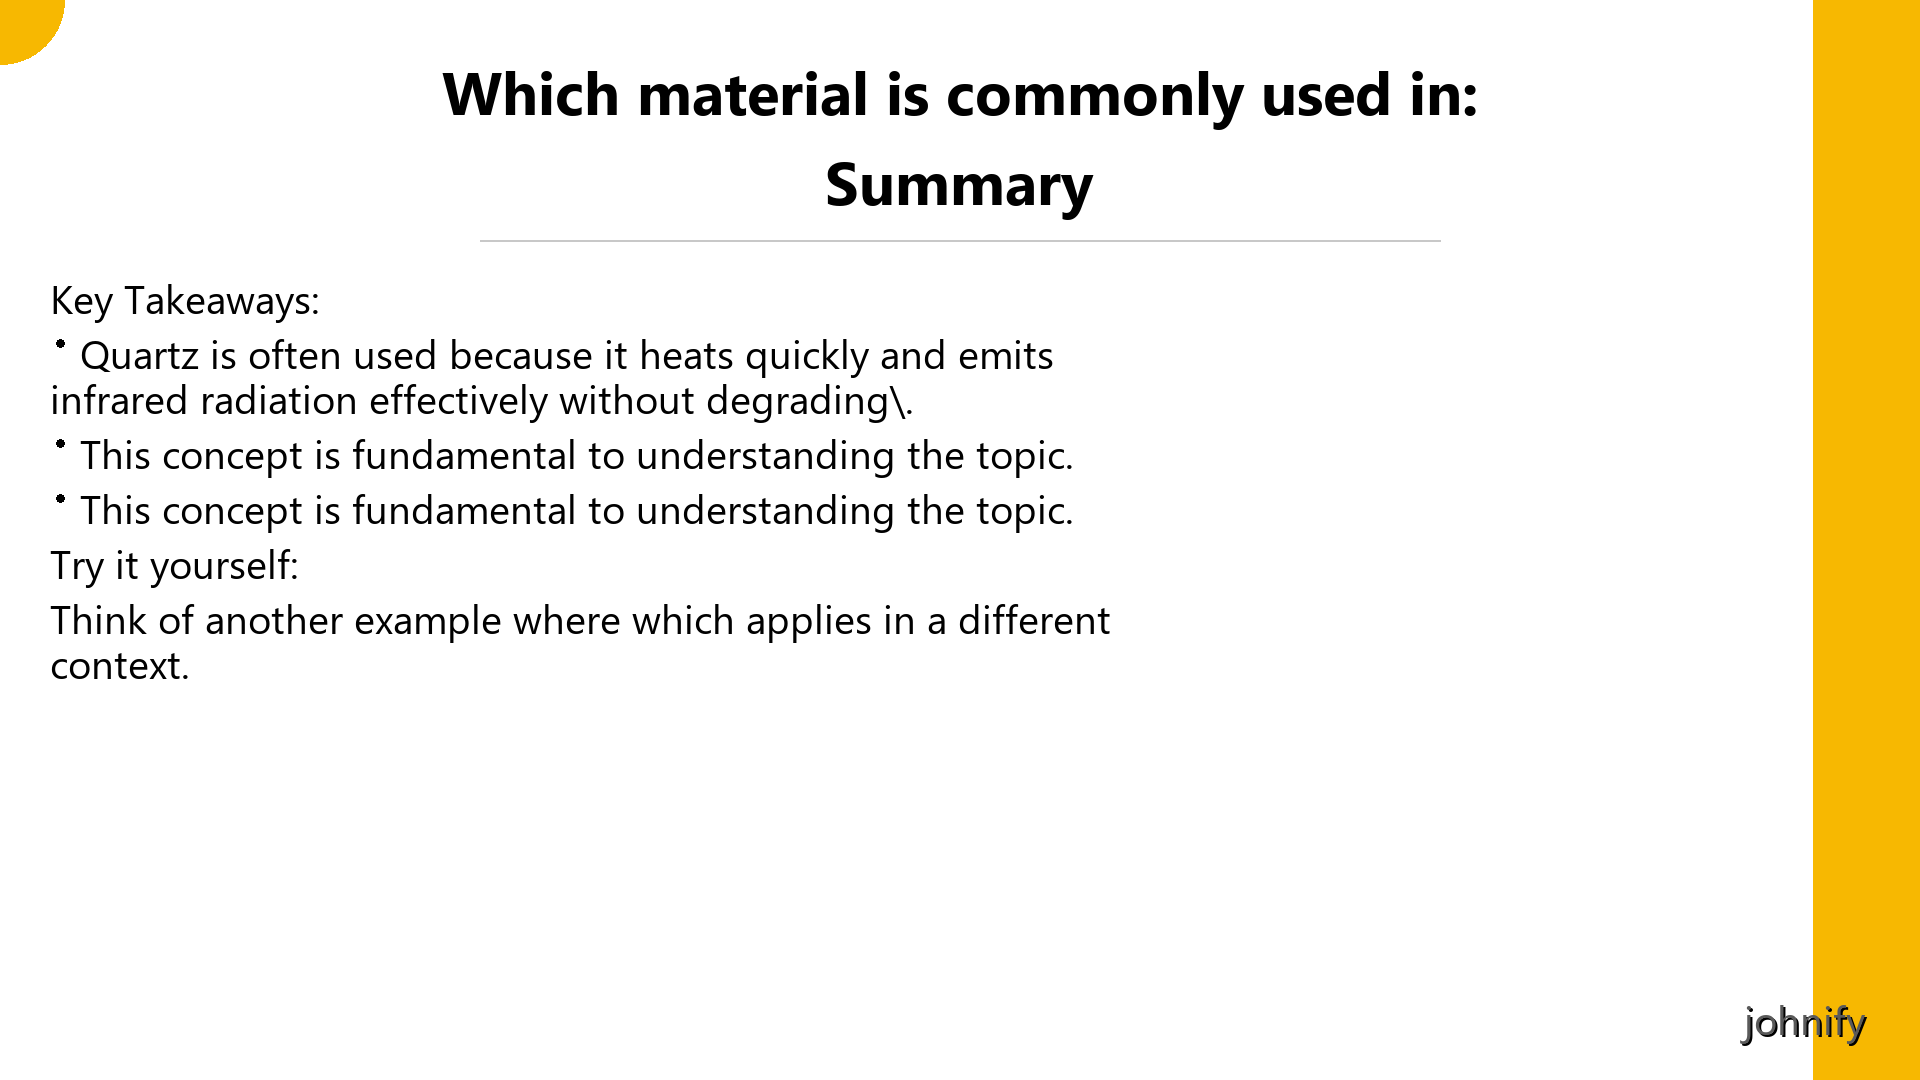 Which material is commonly used in:
Summary
Key Takeaways:
• Quartz is often used because it heats quickly and emits
infrared radiation effectively without degrading\.
• This concept is fundamental to understanding the topic.
• This concept is fundamental to understanding the topic.
Try it yourself:
Think of another example where which applies in a different
context.
johnify